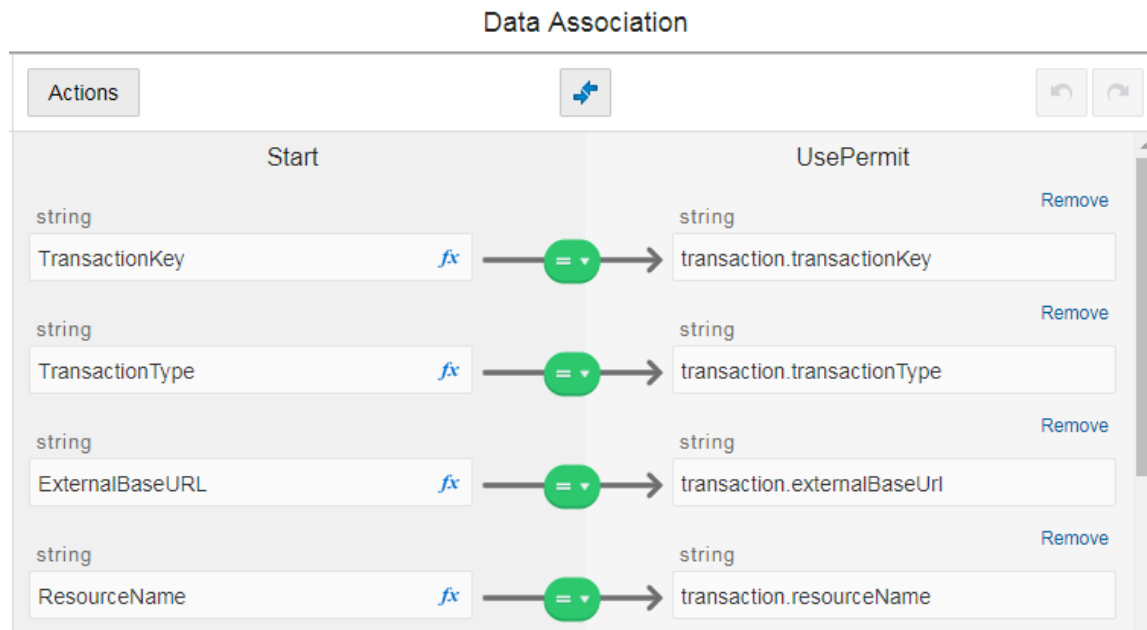 Data Association
Actions
Start UsePermit
Remove
string string
TransactionKey fx = transaction.transactionKey
Remove
string string
TransactionType fx = transaction.transactionType
Remove
string string
ExternalBaseURL fx = transaction.externalBaseUrl
Remove
string string
ResourceName fx = transaction.resourceName